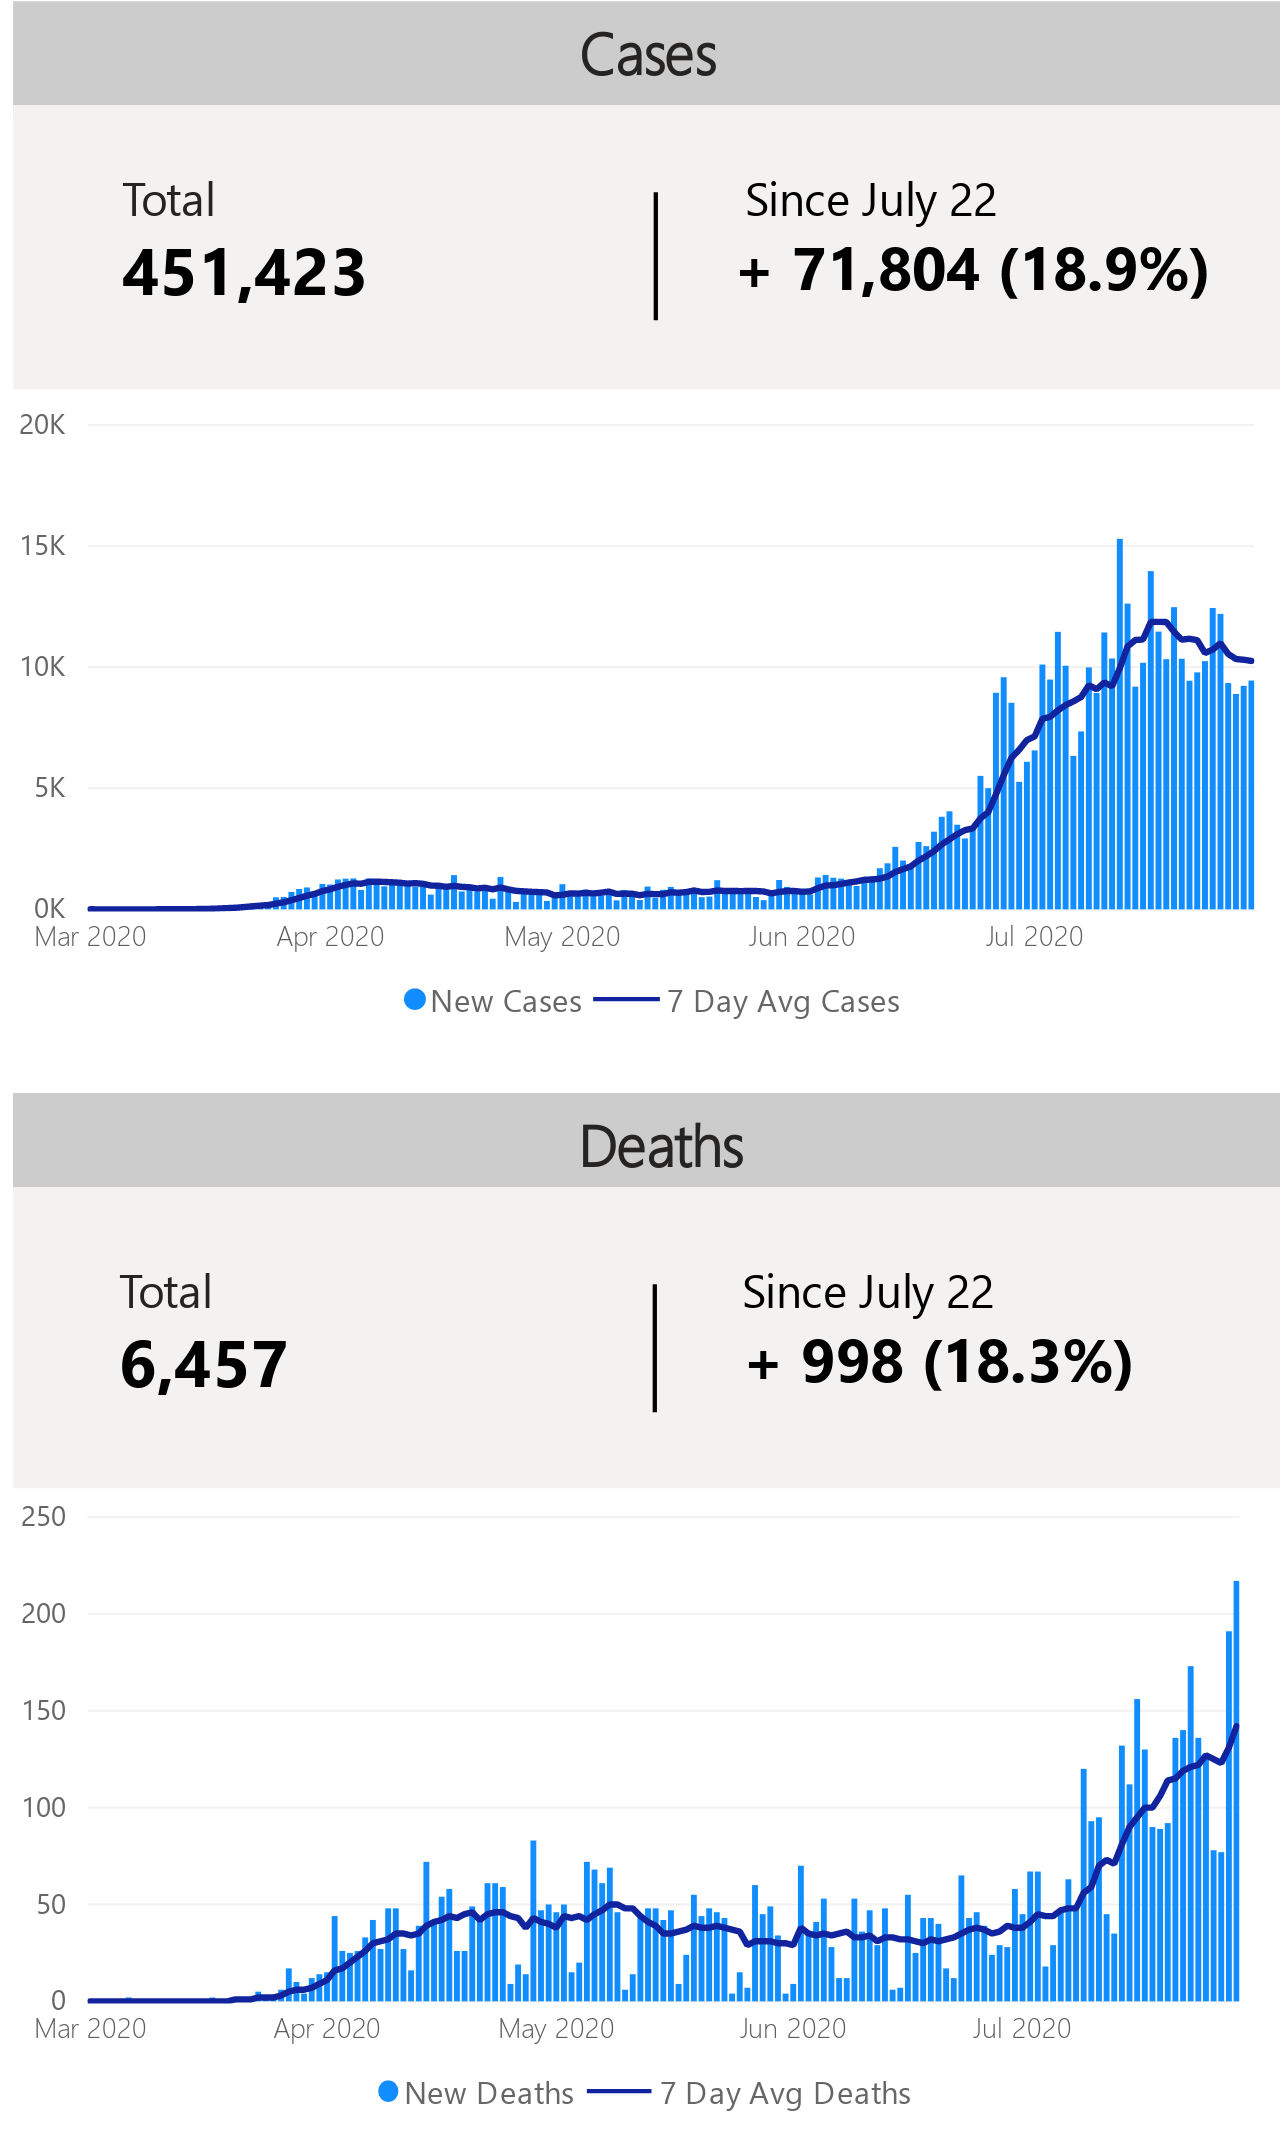 Cases
Total
451,423
Since July 22
+ 71,804 (18.9%)
20K
15K
10K
5K
0K
Mar 2020 Apr 2020 May 2020 Jun 2020 Jul 2020
New Cases 7 Day Avg Cases
Deaths
Total
6,457
Since July 22
+ 998 (18.3%)
250
200
150
100
50
0
Mar 2020 Apr 2020 May 2020 Jun 2020 Jul 2020
New Deaths 7 Day Avg Deaths